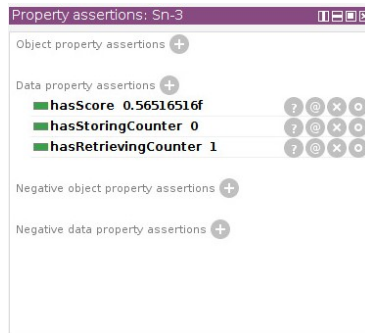 Property assertions: Sn-3
Object property assertions
Data property assertions
hasScore 0.56516516f
hasStoringCounter 0
hasRetrievingCounter 1
Negative object property assertions
Negative data property assertions